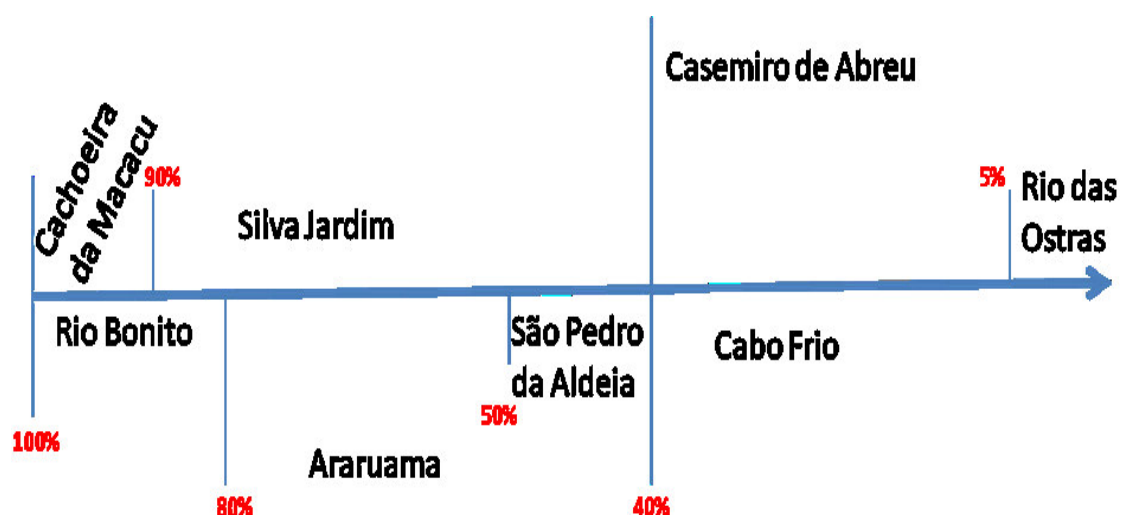 Casemiro de Abreu
Cachoeira
da Macacu
90%
5%
Rio das
Ostras
Silva Jardim
Rio Bonito
São Pedro
da Aldeia
Cabo Frio
100%
50%
Araruama
80%
40%